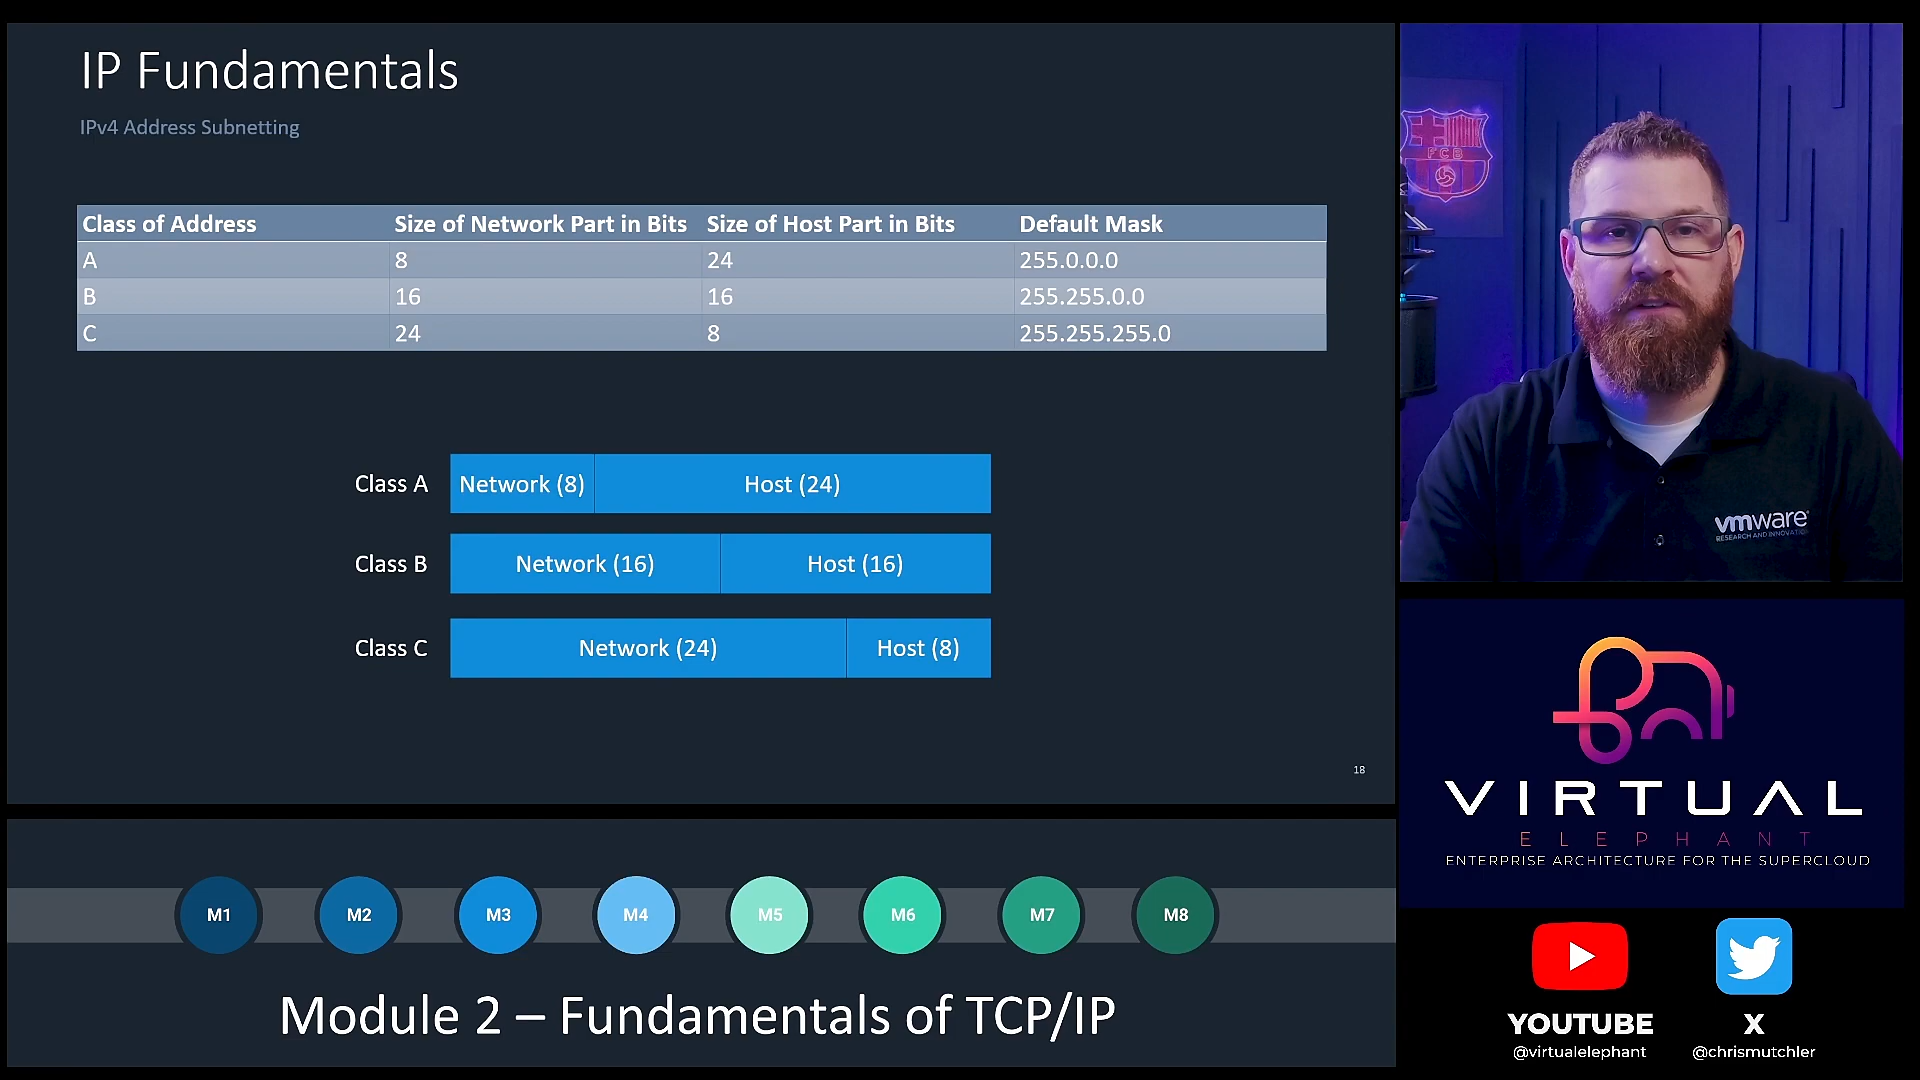 IP Fundamentals
IPv4 Address Subnetting
Class of Address Size of Network Part in Bits Size of Host Part in Bits Default Mask
A 8 24 255.0.0.0
B 16 16 255.255.0.0
C 24 8 255.255.255.0
Class A Network (8) Host (24)
Class B Network (16) Host (16)
Class C Network (24) Host (8)
18
M1 M2 M3 M4 M5 M6 M7 M8
Module 2 – Fundamentals of TCP/IP
FCB
vmware
RESEARCH AND INNOVATION
VIRTUAL
ELEPHANT
ENTERPRISE ARCHITECTURE FOR THE SUPERCLOUD
YOUTUBE
@virtualelephant
X
@chrismutchler